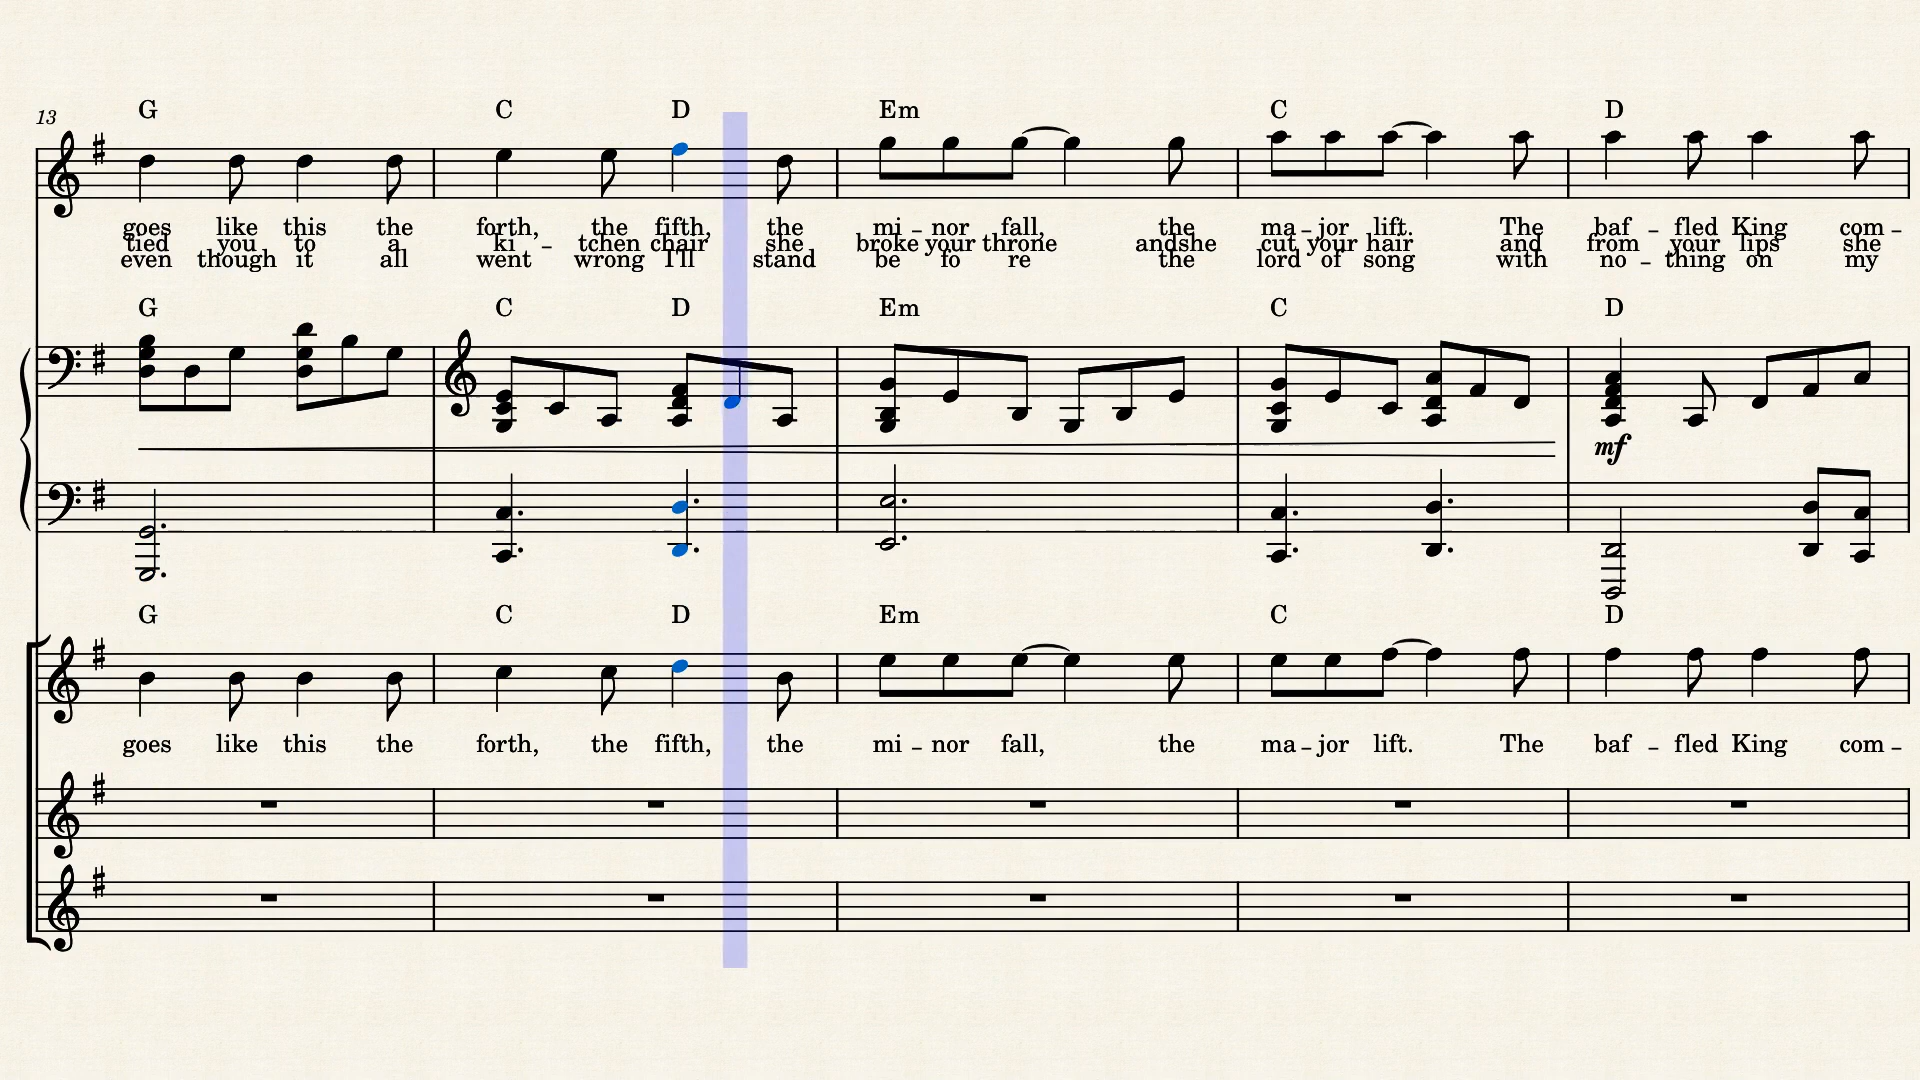 13
G C D Em C D
goes like this the forth, the fifth, the mi - nor fall, the ma - jor lift. The baf - fled King com -
tied you to a ki - tchen chair she broke your throne andshe cut your hair and from your lips she
even though it all went wrong I'll stand be fo re the lord of song with no - thing on my
G C D Em C D
mf
G C D Em C D
goes like this the forth, the fifth, the mi - nor fall, the ma - jor lift. The baf - fled King com -